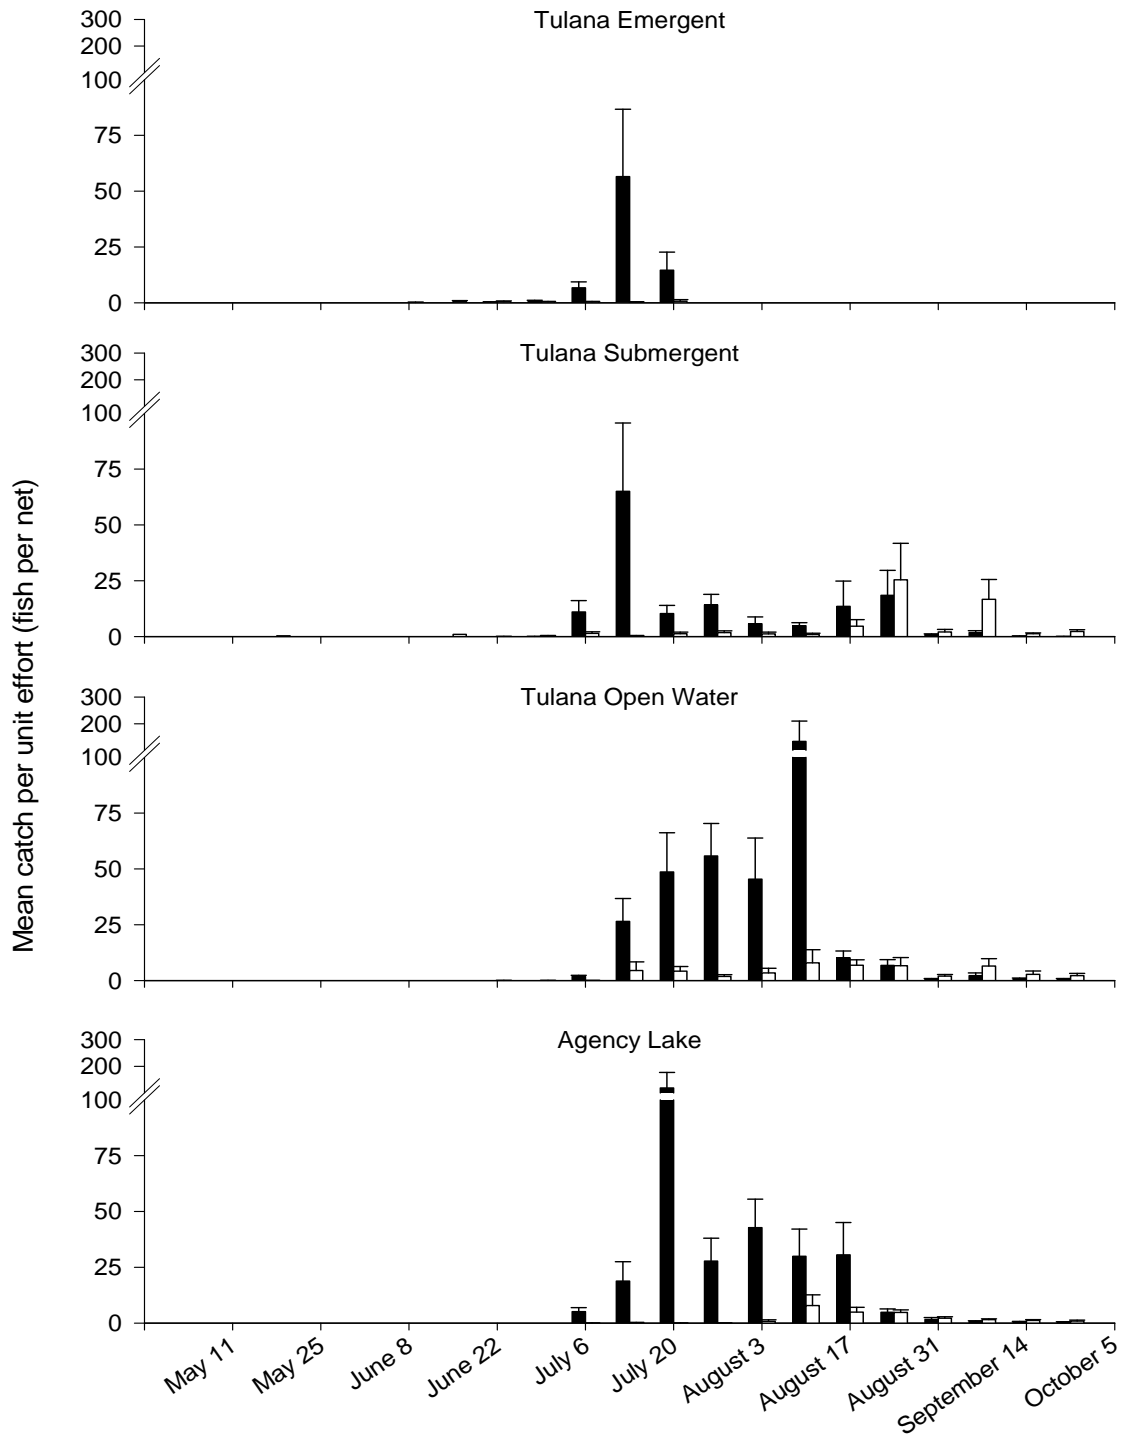 Tulana Emergent
300
200
100
75
50
25
0
Tulana Submergent
300
200
100
75
50
25
0
Tulana Open Water
300
200
100
75
50
25
0
Agency Lake
300
200
100
75
50
25
0
Mean catch per unit effort (fish per net)
May 11
May 25
June 8
June 22
July 6
July 20
August 3
August 17
August 31
September 14
October 5